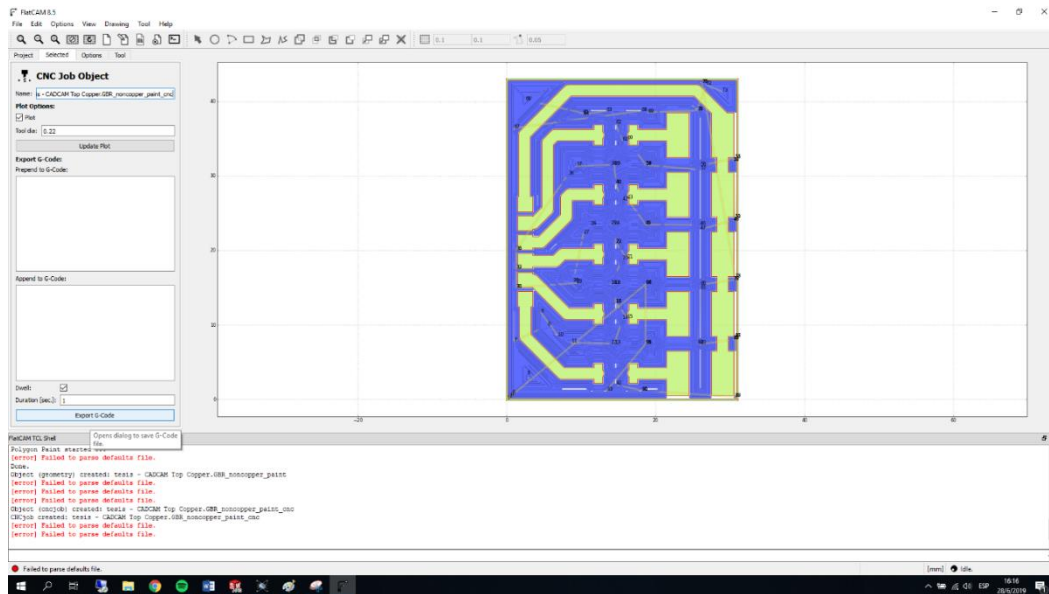 FlatCAM 8.5
File Edit Options View Drawing Tool Help
0.1 0.1 0.05
Project Selected Options Tool
CNC Job Object
Name: s - CADCAM Top Copper.GBR_noncopper_paint_cnc
Plot Options:
Plot
Tool dia: 0.22
Update Plot
Export G-Code:
Prepend to G-Code:
Append to G-Code:
Dwell:
Duration [sec.]: 1
Export G-Code
Opens dialog to save G-Code
file.
40
30
20
10
0
-20 0 20 40 60
FlatCAM TCL Shell
Polygon Paint started
[error] Failed to parse defaults file.
Done.
Object (geometry) created: tesis - CADCAM Top Copper.GBR_noncopper_paint
[error] Failed to parse defaults file.
[error] Failed to parse defaults file.
[error] Failed to parse defaults file.
Object (cncjob) created: tesis - CADCAM Top Copper.GBR_noncopper_paint_cnc
CNCjob created: tesis - CADCAM Top Copper.GBR_noncopper_paint_cnc
[error] Failed to parse defaults file.
[error] Failed to parse defaults file.
Failed to parse defaults file.
[mm] Idle.
ESP
16:16
28/6/2019